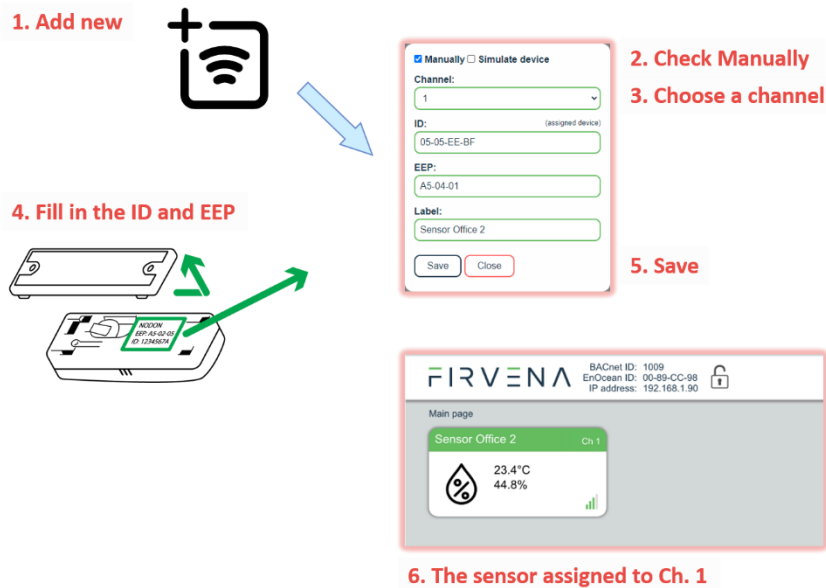 1. Add new
Manually Simulate device
2. Check Manually
Channel:
1
3. Choose a channel
ID: (assigned device)
05-05-EE-BF
EEP:
A5-04-01
Label:
Sensor Office 2
4. Fill in the ID and EEP
Save Close
5. Save
NODON
EEP: A5-02-05
ID: 1234567A
FIRVENA
BACnet ID: 1009
EnOcean ID: 00-89-CC-98
IP address: 192.168.1.90
Main page
Sensor Office 2 Ch 1
%
23.4°C
44.8%
6. The sensor assigned to Ch. 1